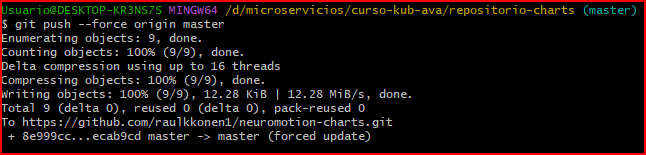 Usuario@DESKTOP-KR3NS7S MINGW64 /d/microservicios/curso-kub-ava/repositorio-charts (master)
$ git push --force origin master
Enumerating objects: 9, done.
Counting objects: 100% (9/9), done.
Delta compression using up to 16 threads
Compressing objects: 100% (9/9), done.
Writing objects: 100% (9/9), 12.28 KiB | 12.28 MiB/s, done.
Total 9 (delta 0), reused 0 (delta 0), pack-reused 0
To https://github.com/raulkkonen1/neuromotion-charts.git
 + 8e999cc...ecab9cd master -> master (forced update)